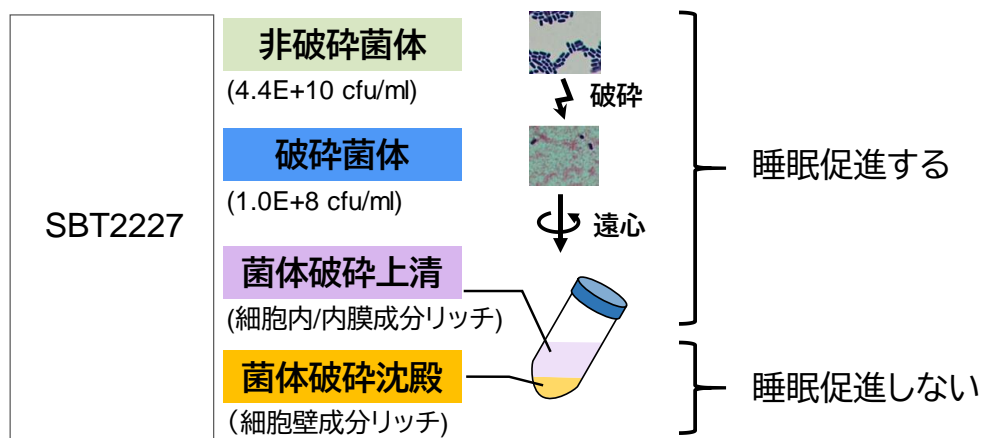 SBT2227
非破砕菌体
(4.4E+10 cfu/ml)
破砕
破砕菌体
(1.0E+8 cfu/ml)
遠心
菌体破砕上清
(細胞内/内膜成分リッチ)
菌体破砕沈殿
(細胞壁成分リッチ)
睡眠促進する
睡眠促進しない